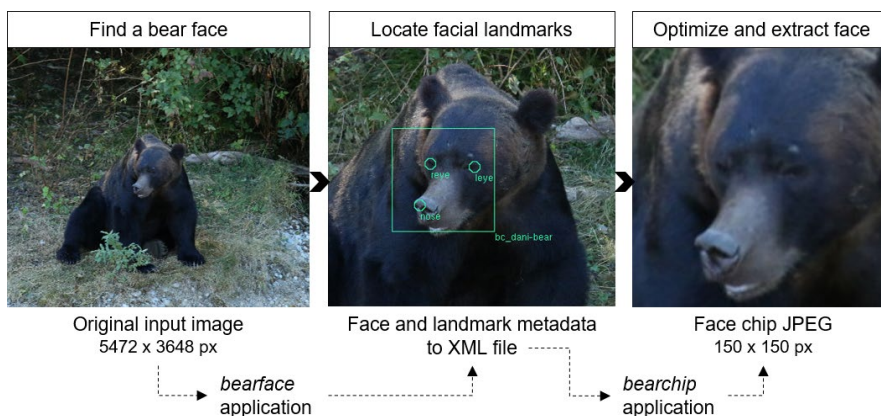 Find a bear face
Locate facial landmarks
Optimize and extract face
reye
leye
nose
bc_dani-bear
Original input image
5472 x 3648 px
Face and landmark metadata
to XML file
Face chip JPEG
150 x 150 px
bearface
application
bearchip
application